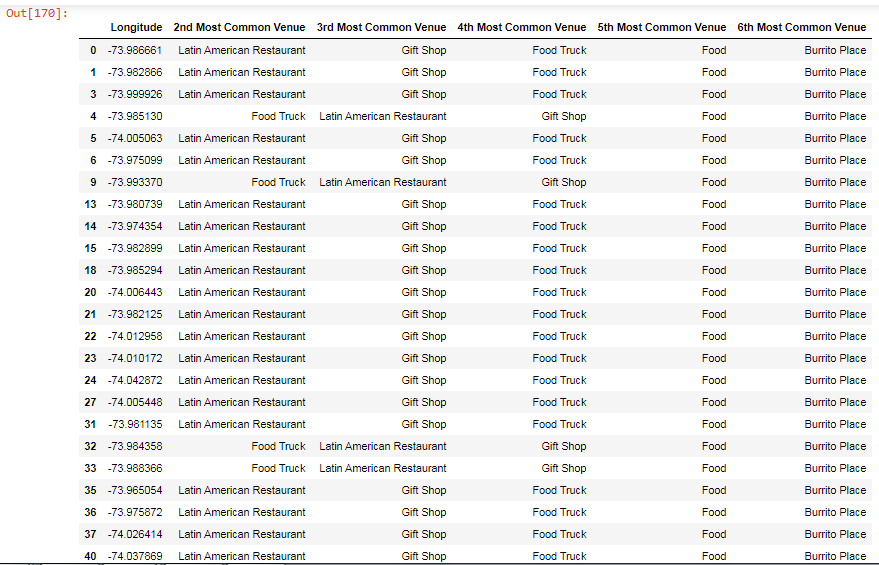 Out[170]:
Longitude 2nd Most Common Venue 3rd Most Common Venue 4th Most Common Venue 5th Most Common Venue 6th Most Common Venue
0 -73.986661 Latin American Restaurant Gift Shop Food Truck Food Burrito Place
1 -73.982866 Latin American Restaurant Gift Shop Food Truck Food Burrito Place
3 -73.999926 Latin American Restaurant Gift Shop Food Truck Food Burrito Place
4 -73.985130 Food Truck Latin American Restaurant Gift Shop Food Burrito Place
5 -74.005063 Latin American Restaurant Gift Shop Food Truck Food Burrito Place
6 -73.975099 Latin American Restaurant Gift Shop Food Truck Food Burrito Place
9 -73.993370 Food Truck Latin American Restaurant Gift Shop Food Burrito Place
13 -73.980739 Latin American Restaurant Gift Shop Food Truck Food Burrito Place
14 -73.974354 Latin American Restaurant Gift Shop Food Truck Food Burrito Place
15 -73.982899 Latin American Restaurant Gift Shop Food Truck Food Burrito Place
18 -73.985294 Latin American Restaurant Gift Shop Food Truck Food Burrito Place
20 -74.006443 Latin American Restaurant Gift Shop Food Truck Food Burrito Place
21 -73.982125 Latin American Restaurant Gift Shop Food Truck Food Burrito Place
22 -74.012958 Latin American Restaurant Gift Shop Food Truck Food Burrito Place
23 -74.010172 Latin American Restaurant Gift Shop Food Truck Food Burrito Place
24 -74.042872 Latin American Restaurant Gift Shop Food Truck Food Burrito Place
27 -74.005448 Latin American Restaurant Gift Shop Food Truck Food Burrito Place
31 -73.981135 Latin American Restaurant Gift Shop Food Truck Food Burrito Place
32 -73.984358 Food Truck Latin American Restaurant Gift Shop Food Burrito Place
33 -73.988366 Food Truck Latin American Restaurant Gift Shop Food Burrito Place
35 -73.965054 Latin American Restaurant Gift Shop Food Truck Food Burrito Place
36 -73.975872 Latin American Restaurant Gift Shop Food Truck Food Burrito Place
37 -74.026414 Latin American Restaurant Gift Shop Food Truck Food Burrito Place
40 -74.037869 Latin American Restaurant Gift Shop Food Truck Food Burrito Place